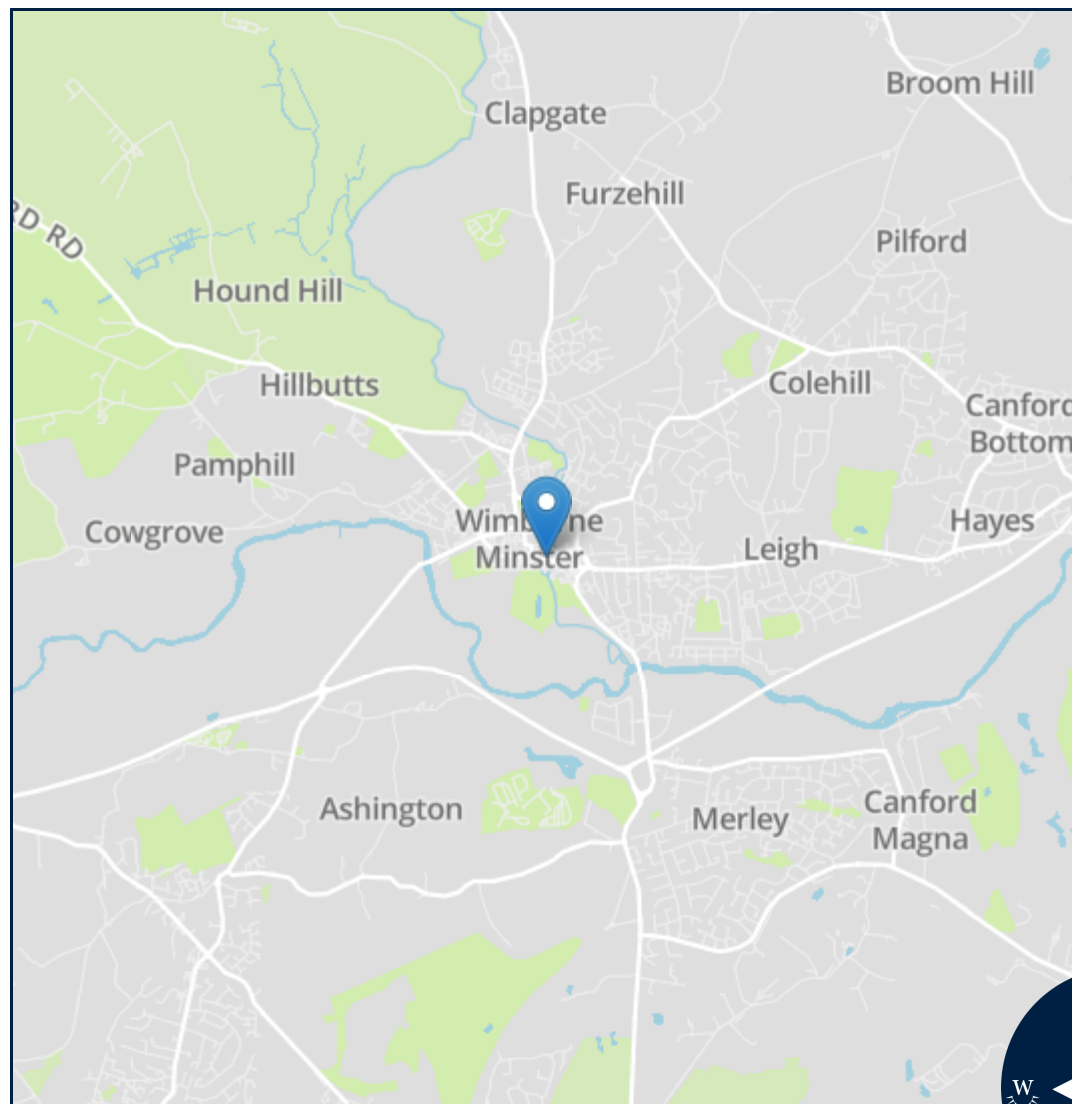 Broom Hill
Clapgate
Furzehill
RD RD
Pilford
Hound Hill
Hillbutts
Colehill
Canford
Bottom
Pamphill
Cowgrove
Wimborne
Minster
Hayes
Leigh
Ashington
Merley
Canford
Magna
W